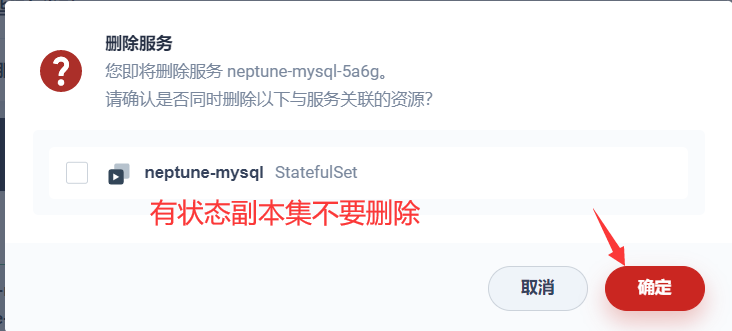 删除服务
您即将删除服务 neptune-mysql-5a6g。
请确认是否同时删除以下与服务关联的资源?
neptune-mysql StatefulSet
有状态副本集不要删除
取消 确定